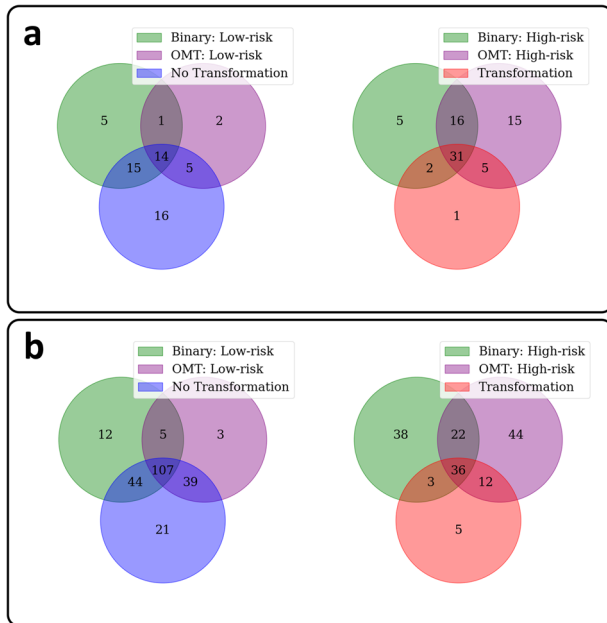 a
Binary: Low-risk
OMT: Low-risk
No Transformation
5
1
2
14
15
5
16
Binary: High-risk
OMT: High-risk
Transformation
5
16
15
31
2
5
1
b
Binary: Low-risk
OMT: Low-risk
No Transformation
12
5
3
107
44
39
21
Binary: High-risk
OMT: High-risk
Transformation
38
22
44
36
3
12
5